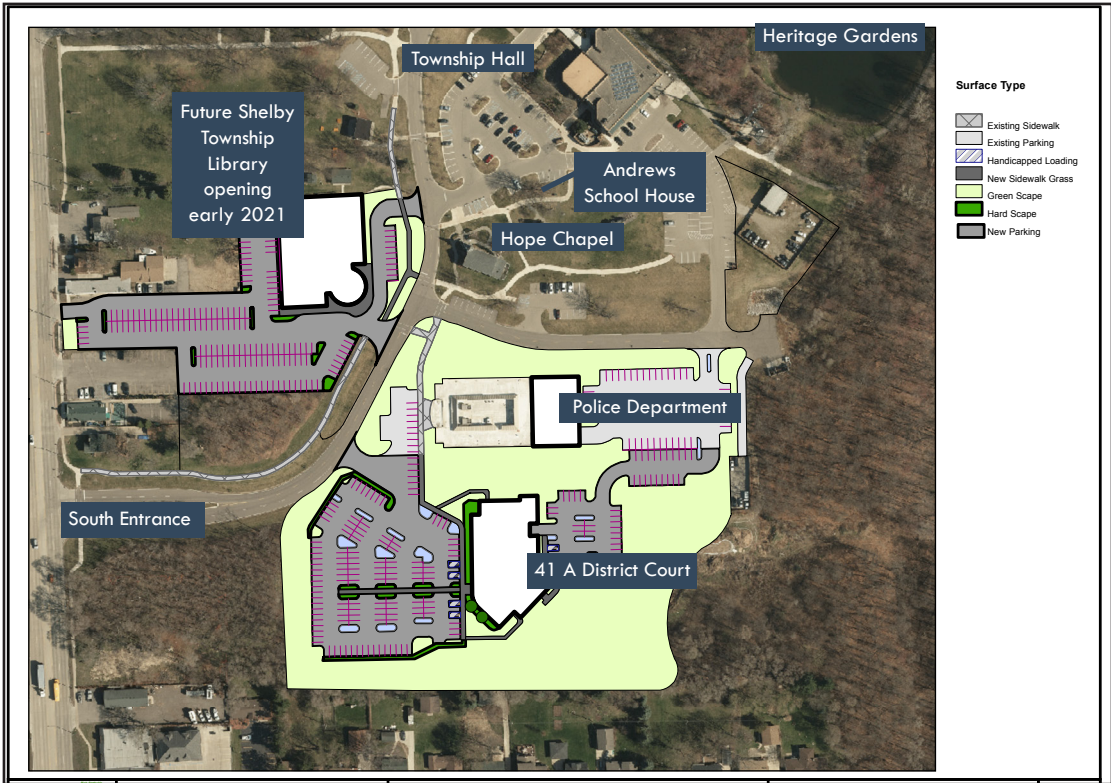 Heritage Gardens
Township Hall
Future Shelby
Township
Library
opening
early 2021
Andrews
School House
Hope Chapel
Police Department
South Entrance
41 A District Court
Surface Type
Existing Sidewalk
Existing Parking
Handicapped Loading
New Sidewalk Grass
Green Scape
Hard Scape
New Parking